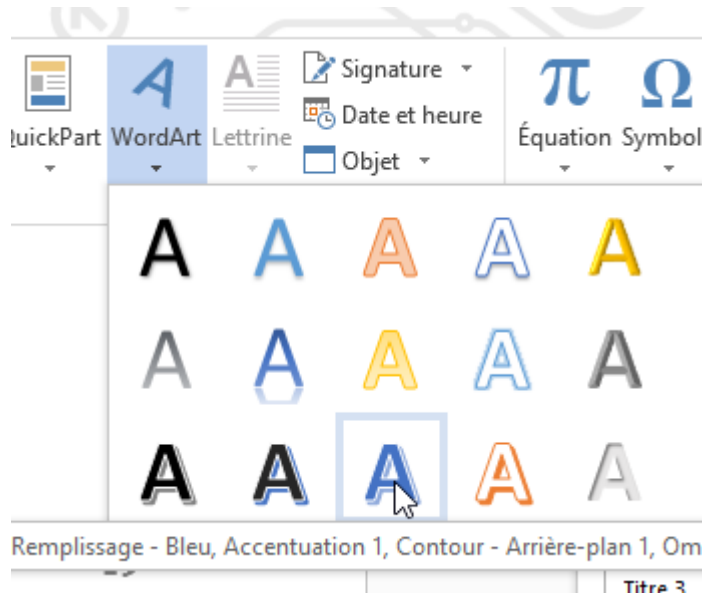 Signature
Date et heure
Objet
uickPart WordArt Lettrine Équation Symbol
A A A A A
A A A A A
A A A A A
Remplissage - Bleu, Accentuation 1, Contour - Arrière-plan 1, Om
Titre 3